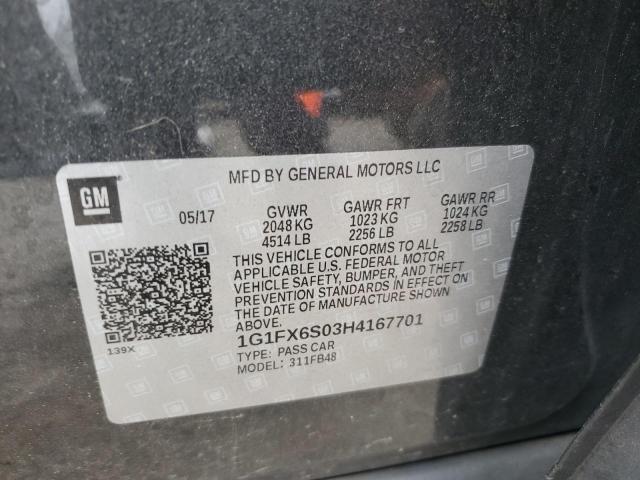 MFD BY GENERAL MOTORS LLC
GM
05/17
GVWR
2048 KG
4514 LB
GAWR FRT
1023 KG
2256 LB
GAWR RR
1024 KG
2258 LB
THIS VEHICLE CONFORMS TO ALL
APPLICABLE U.S. FEDERAL MOTOR
VEHICLE SAFETY, BUMPER, AND THEFT
PREVENTION STANDARDS IN EFFECT ON
THE DATE OF MANUFACTURE SHOWN
ABOVE.
139X
1G1FX6S03H4167701
TYPE: PASS CAR
MODEL: 311FB48